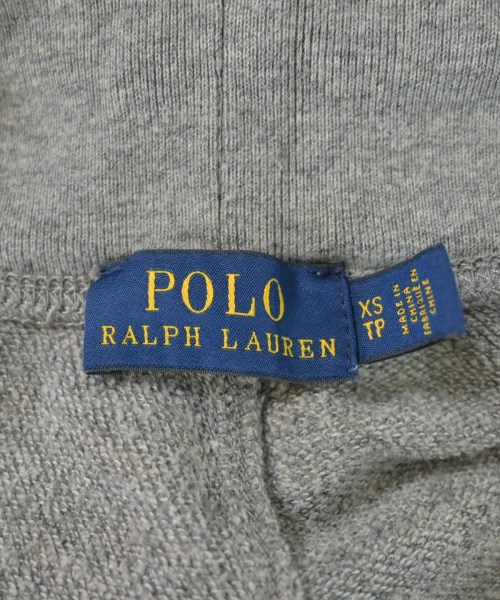 POLO
RALPH LAUREN
XS
TP
MADE IN
CHINA
FABRIQUÉ EN
CHINE